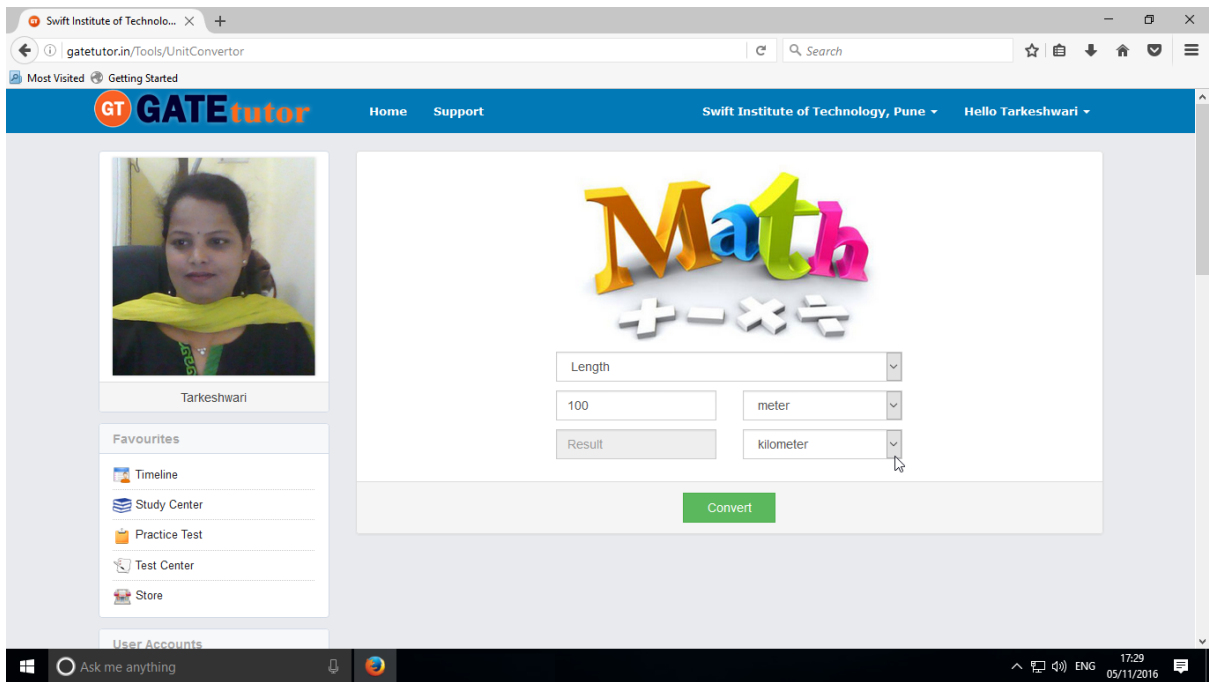 Swift Institute of Technolo...
gatetutor.in/Tools/UnitConvertor
Search
Most Visited Getting Started
GT GATEtutor Home Support Swift Institute of Technology, Pune Hello Tarkeshwari
Math
Length
Tarkeshwari
100 meter
Favourites
Result kilometer
Timeline
Study Center
Convert
Practice Test
Test Center
Store
User Accounts
Ask me anything
ENG
17:29
05/11/2016